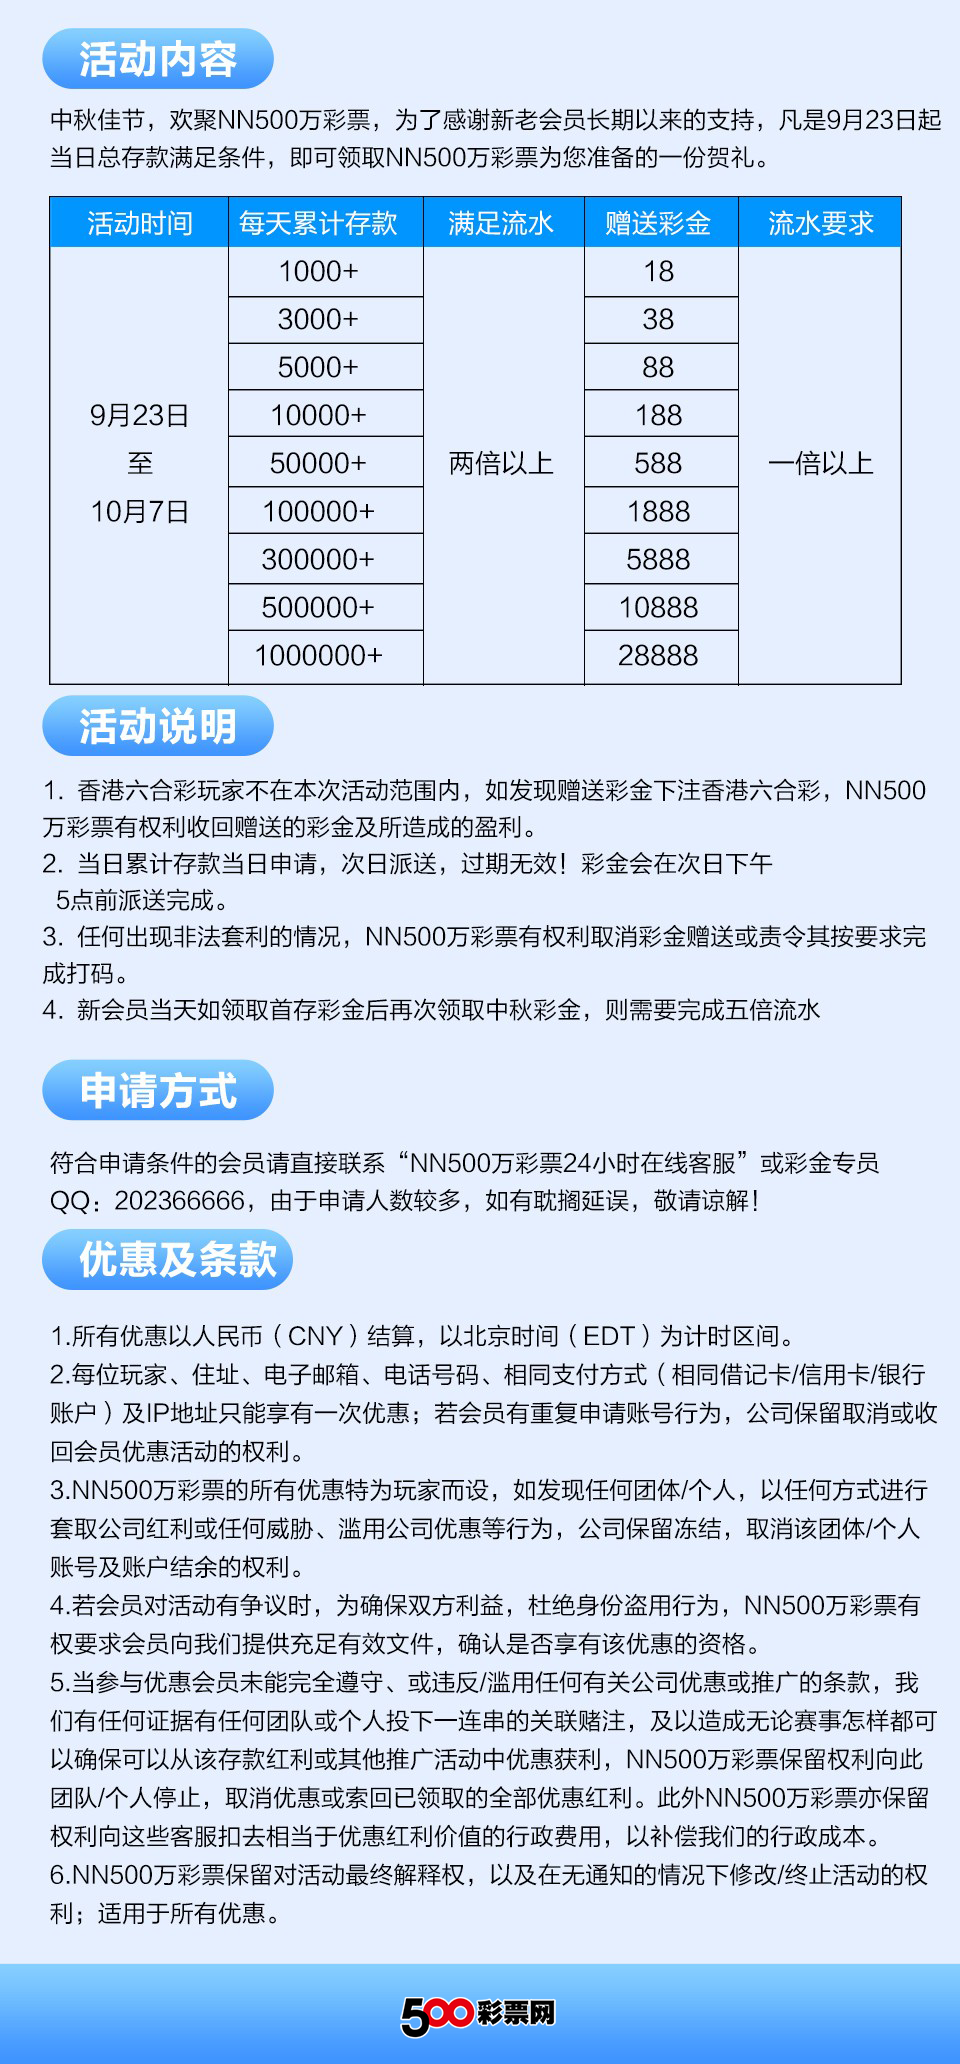 活动内容
中秋佳节，欢聚NN500万彩票，为了感谢新老会员长期以来的支持，凡是9月23日起
当日总存款满足条件，即可领取NN500万彩票为您准备的一份贺礼。
活动时间 每天累计存款 满足流水 赠送彩金 流水要求
1000+ 18
3000+ 38
5000+ 88
9月23日 10000+ 188
至 50000+ 两倍以上 588 一倍以上
10月7日 100000+ 1888
300000+ 5888
500000+ 10888
1000000+ 28888
活动说明
1. 香港六合彩玩家不在本次活动范围内，如发现赠送彩金下注香港六合彩，NN500
万彩票有权利收回赠送的彩金及所造成的盈利。
2. 当日累计存款当日申请，次日派送，过期无效！彩金会在次日下午
5点前派送完成。
3. 任何出现非法套利的情况，NN500万彩票有权利取消彩金赠送或责令其按要求完
成打码。
4. 新会员当天如领取首存彩金后再次领取中秋彩金，则需要完成五倍流水
申请方式
符合申请条件的会员请直接联系“NN500万彩票24小时在线客服”或彩金专员
QQ：202366666，由于申请人数较多，如有耽搁延误，敬请谅解！
优惠及条款
1.所有优惠以人民币（CNY）结算，以北京时间（EDT）为计时区间。
2.每位玩家、住址、电子邮箱、电话号码、相同支付方式（相同借记卡/信用卡/银行
账户）及IP地址只能享有一次优惠；若会员有重复申请账号行为，公司保留取消或收
回会员优惠活动的权利。
3.NN500万彩票的所有优惠特为玩家而设，如发现任何团体/个人，以任何方式进行
套取公司红利或任何威胁、滥用公司优惠等行为，公司保留冻结，取消该团体/个人
账号及账户结余的权利。
4.若会员对活动有争议时，为确保双方利益，杜绝身份盗用行为，NN500万彩票有
权要求会员向我们提供充足有效文件，确认是否享有该优惠的资格。
5.当参与优惠会员未能完全遵守、或违反/滥用任何有关公司优惠或推广的条款，我
们有任何证据有任何团队或个人投下一连串的关联赌注，及以造成无论赛事怎样都可
以确保可以从该存款红利或其他推广活动中优惠获利，NN500万彩票保留权利向此
团队/个人停止，取消优惠或索回已领取的全部优惠红利。此外NN500万彩票亦保留
权利向这些客服扣去相当于优惠红利价值的行政费用，以补偿我们的行政成本。
6.NN500万彩票保留对活动最终解释权，以及在无通知的情况下修改/终止活动的权
利；适用于所有优惠。
500彩票网